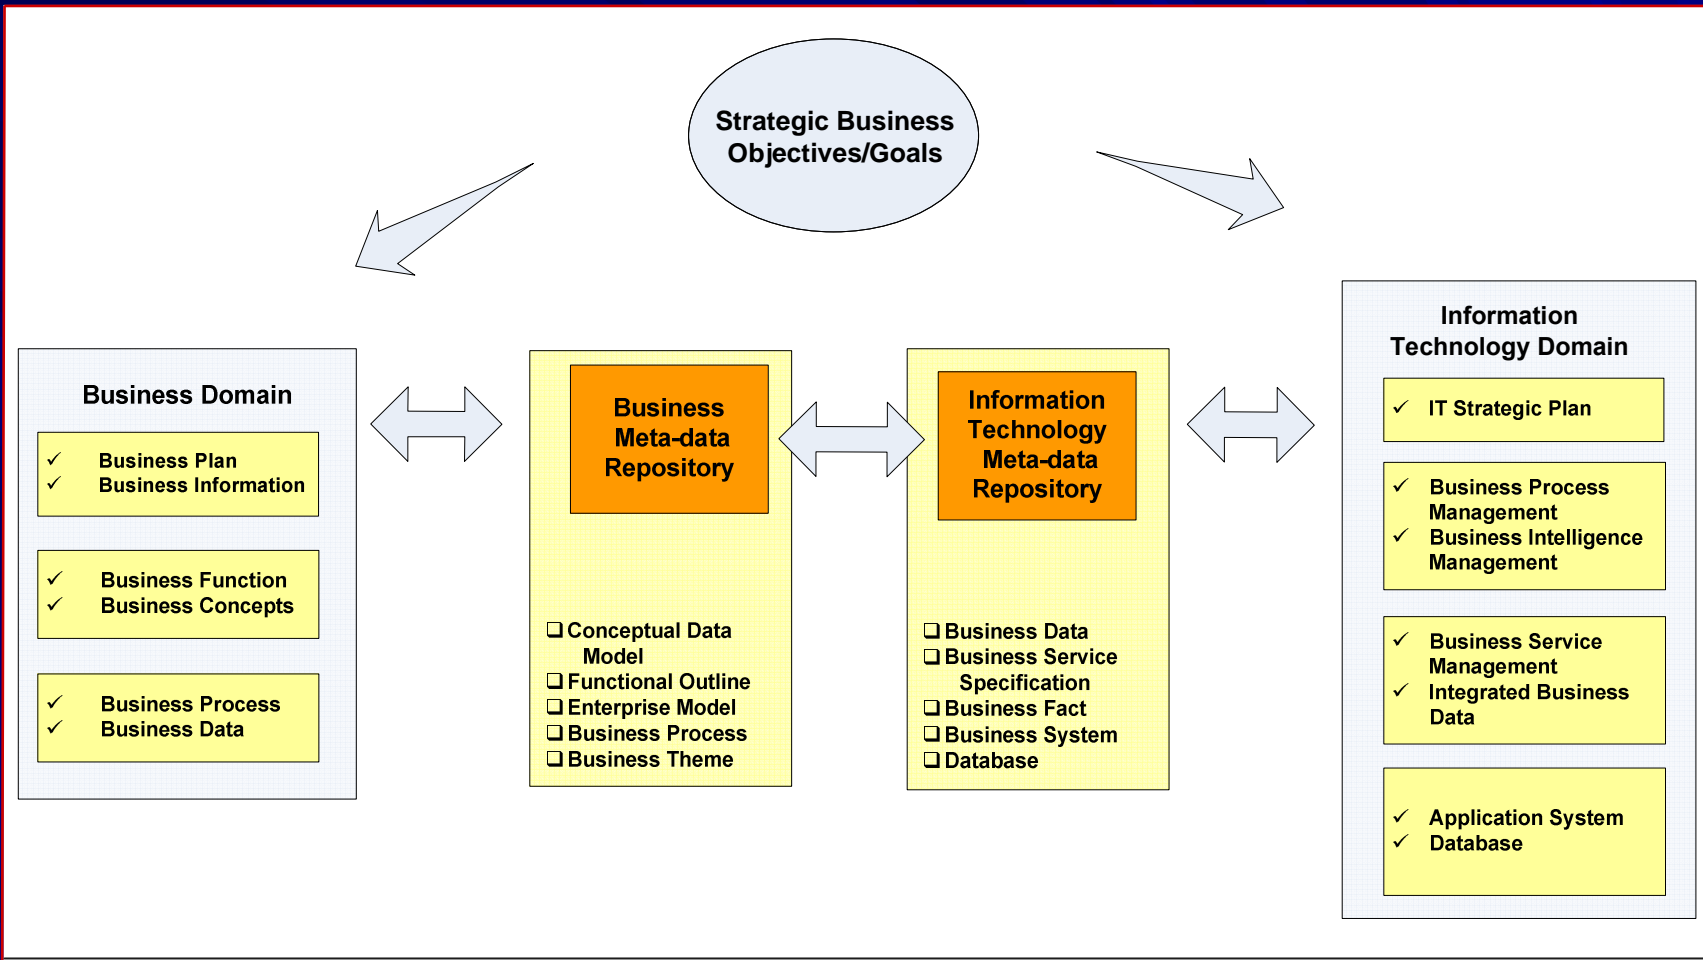 Strategic Business
Objectives/Goals
Business Domain
✓ Business Plan
✓ Business Information
✓ Business Function
✓ Business Concepts
✓ Business Process
✓ Business Data
Business
Meta-data
Repository
❑ Conceptual Data
Model
❑ Functional Outline
❑ Enterprise Model
❑ Business Process
❑ Business Theme
Information
Technology
Meta-data
Repository
❑ Business Data
❑ Business Service
Specification
❑ Business Fact
❑ Business System
❑ Database
Information
Technology Domain
✓ IT Strategic Plan
✓ Business Process
Management
✓ Business Intelligence
Management
✓ Business Service
Management
✓ Integrated Business
Data
✓ Application System
✓ Database